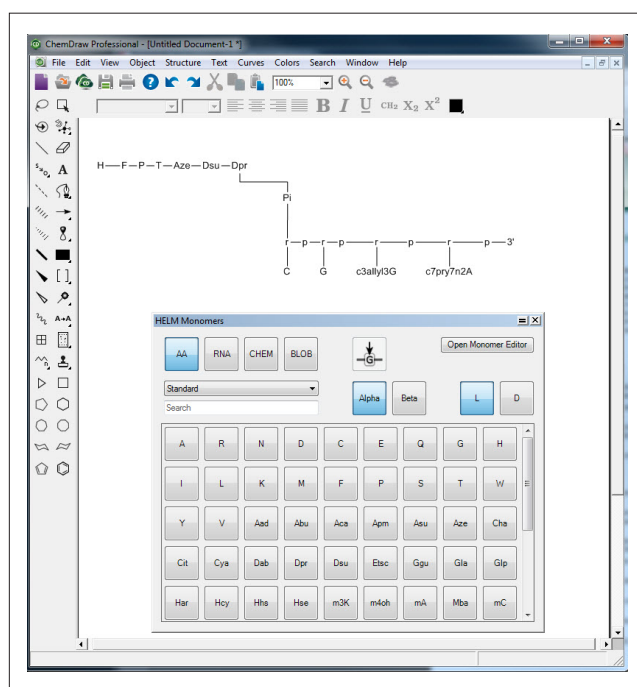 ChemDraw Professional - [Untitled Document-1 *]
File Edit View Object Structure Text Curves Colors Search Window Help
100%
B I U CH2 X2 X2
A
H—F—P—T—Aze—Dsu—Dpr
Pi
r—p—r—p—r—p—r—p—3'
C G c3allyl3G c7pry7n2A
HELM Monomers
AA RNA CHEM BLOB G Open Monomer Editor
Standard
Alpha Beta L D
Search
A R N D C E Q G H
I L K M F P S T W
Y V Aad Abu Aca Apm Asu Aze Cha
Cit Cya Dab Dpr Dsu Etsc Ggu Gla Glp
Har Hcy Hhs Hse m3K m4oh mA Mba mC